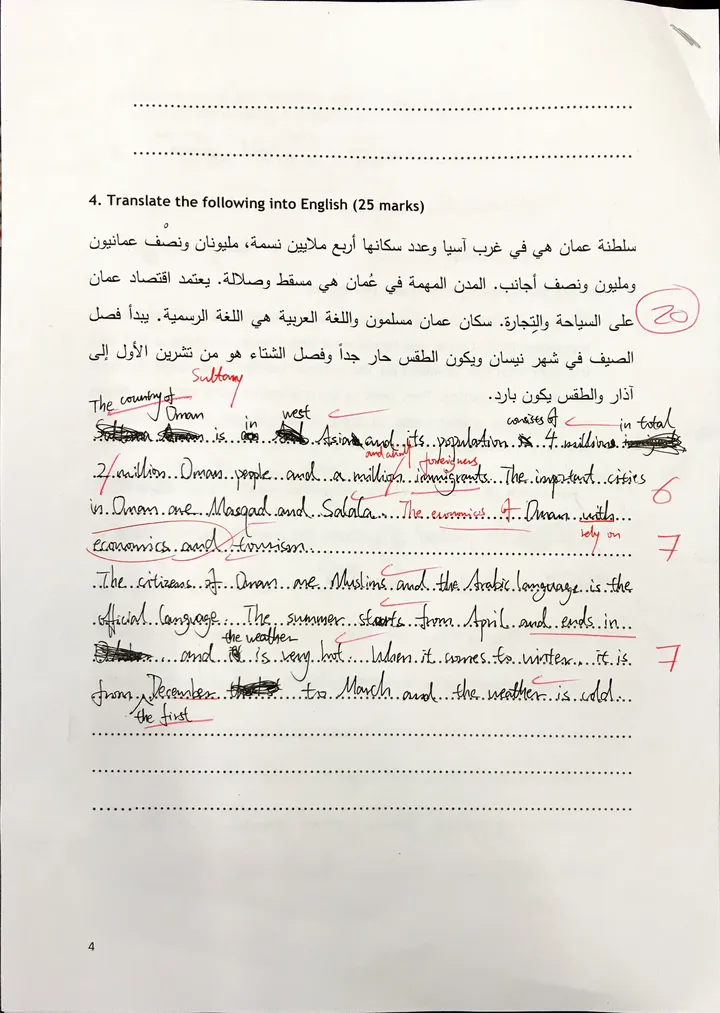 4. Translate the following into English (25 marks)
سلطنة عمان هي في غرب آسيا وعدد سكانها أربع ملايين نسمة، مليونان ونصف عمانيون
ومليون ونصف أجانب. المدن المهمة في عُمان هي مسقط وصلالة. يعتمد اقتصاد عمان
على السياحة والتِجارة. سكان عمان مسلمون واللغة العربية هي اللغة الرسمية. يبدأ فصل
20
الصيف في شهر نيسان ويكون الطقس حار جداً وفصل الشتاء هو من تشرين الأول إلى
آذار والطقس يكون بارد.
Sultany
The country of Oman is in west Asia and its population consists of 4 millions in total
and a half
foreigners
2 million Oman people and a million immigrants. The important cities
6
in Oman are Masqad and Salala. The economics of Oman with
rely on
economics and tourism
7
The citizens of Oman are Muslims and the Arabic language is the
official language. The summer starts from April and ends in
and the weather is very hot. When it comes to winter, it is
7
from the first December to March and the weather is cold.
4